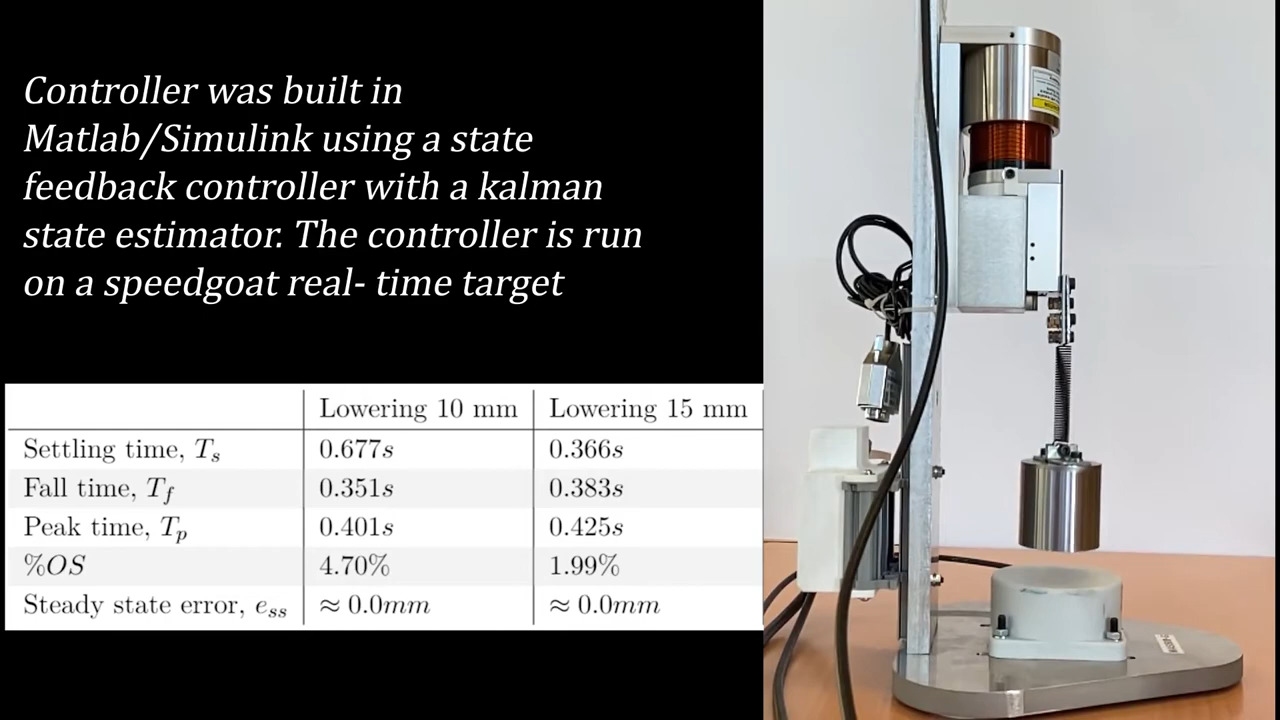 Controller was built in
Matlab/Simulink using a state
feedback controller with a kalman
state estimator. The controller is run
on a speedgoat real- time target
Lowering 10 mm Lowering 15 mm
Settling time, Ts 0.677s 0.366s
Fall time, Tf 0.351s 0.383s
Peak time, Tp 0.401s 0.425s
%OS 4.70% 1.99%
Steady state error, ess ≈ 0.0mm ≈ 0.0mm